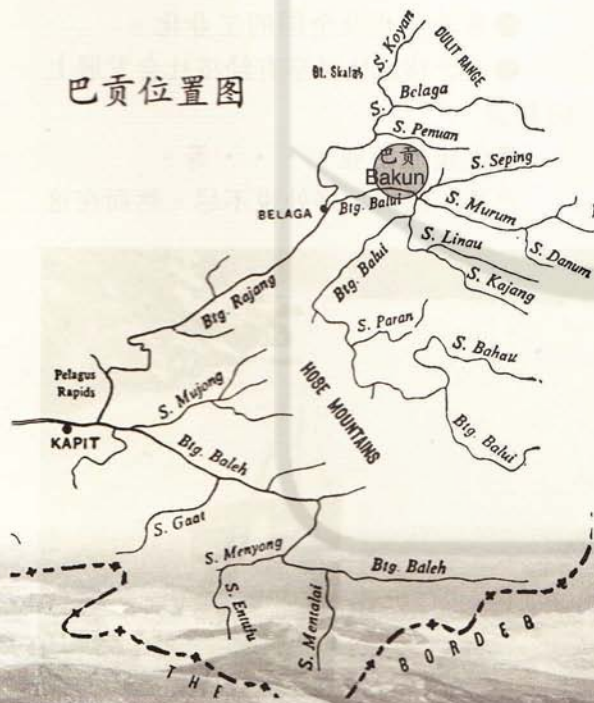 巴贡位置图
S. Koyan
DULIT RANGE
Bt. Skalah
S. Belaga
S. Penuan
巴贡
Bakun
S. Seping
BELAGA
Btg. Balui
S. Murum
S. Linau
S. Danum
Btg. Balui
S. Kajang
Btg. Rajang
S. Paran
S. Bahau
Pelagus
Rapids
S. Mujong
HOSE MOUNTAINS
KAPIT
Btg. Baleh
Btg. Balui
S. Gaat
S. Menyong
Btg. Baleh
S. Entulu
S. Mentalai
THE
BORDER